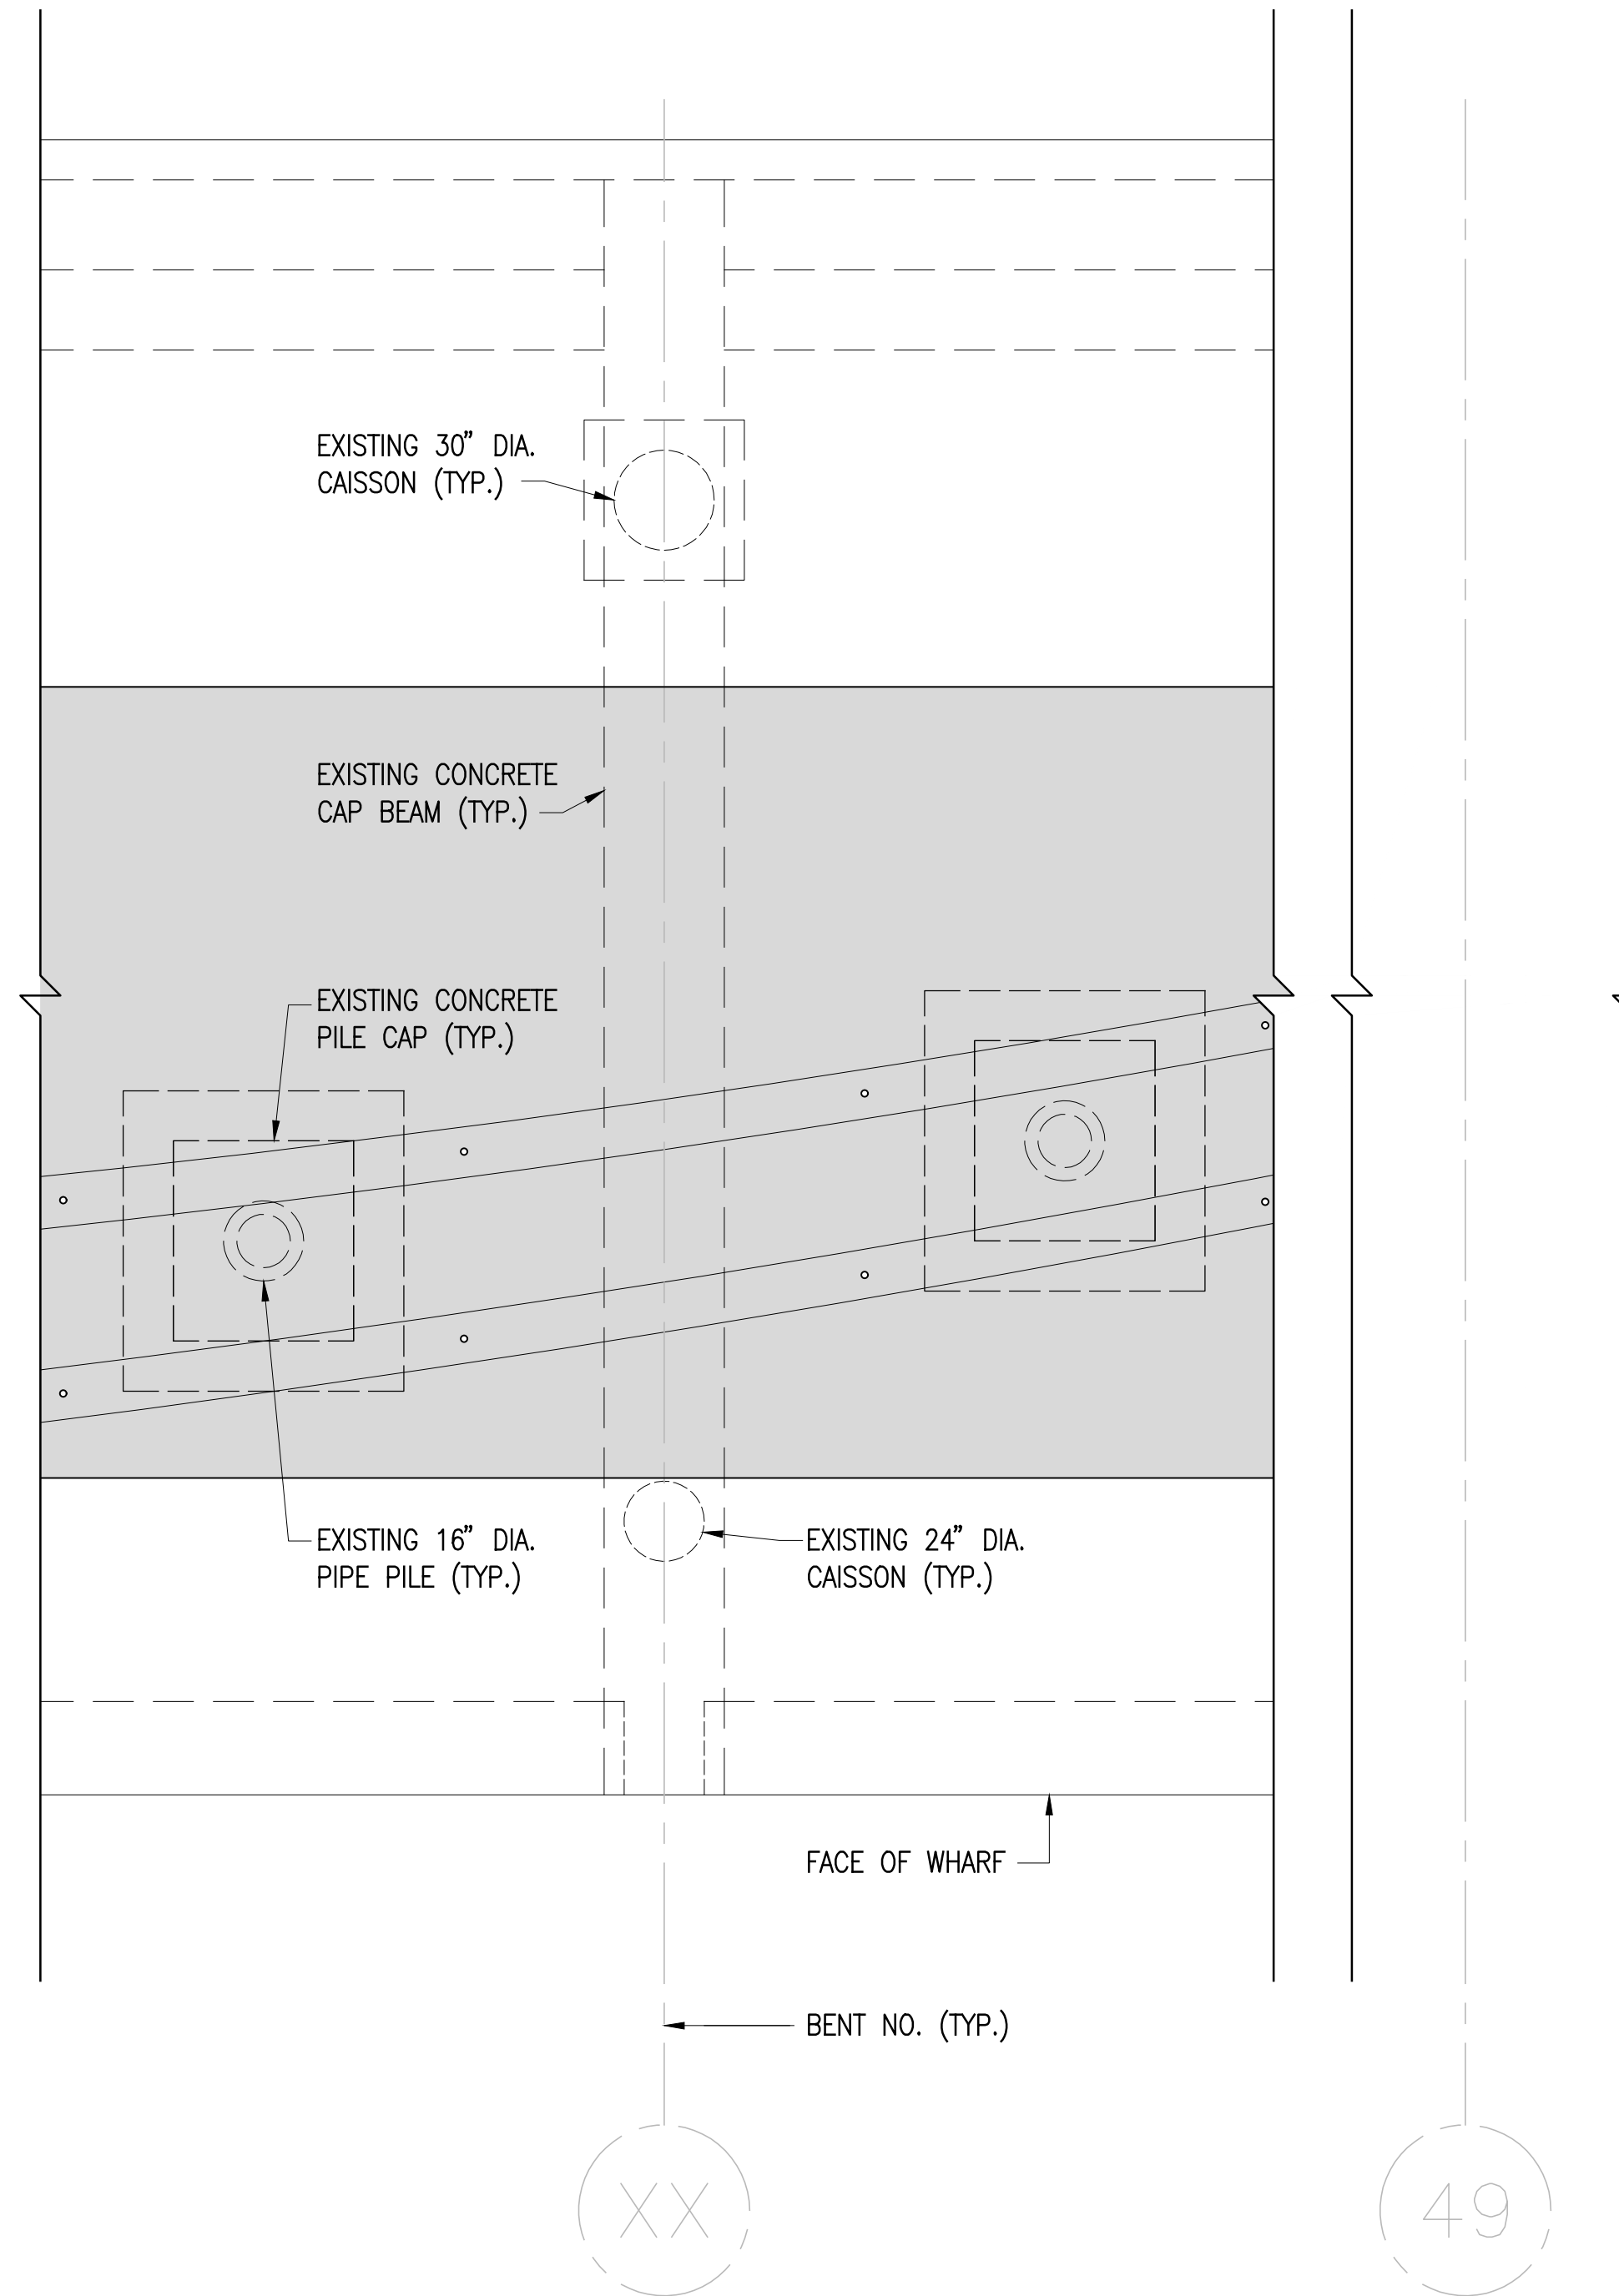 EXISTING 30” DIA.
CAISSON (TYP.)
EXISTING CONCRETE
CAP BEAM (TYP.)
EXISTING CONCRETE
PILE CAP (TYP.)
EXISTING 16” DIA.
PIPE PILE (TYP.)
EXISTING 24” DIA.
CAISSON (TYP.)
FACE OF WHARF
BENT NO. (TYP.)
XX
49